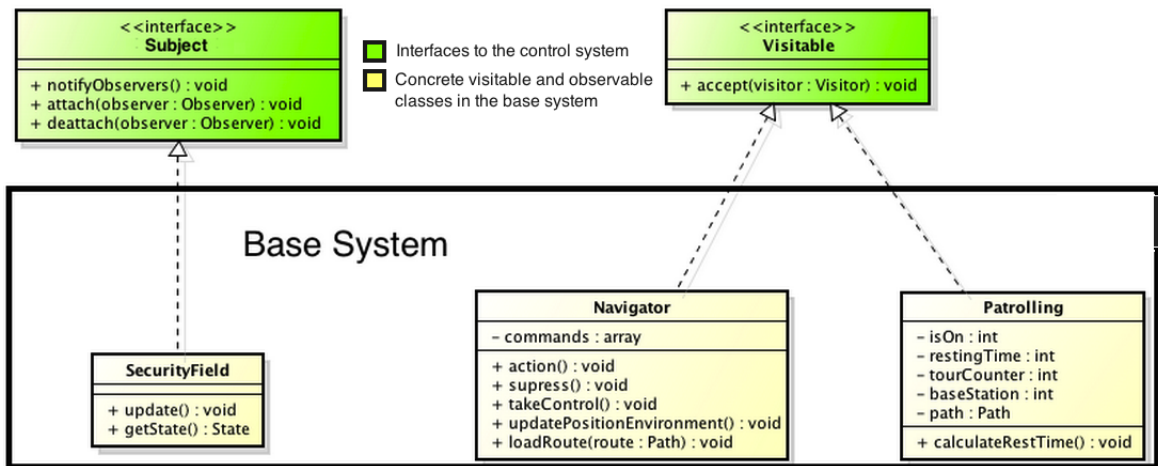 <<interface>>
Subject
+ notifyObservers() : void
+ attach(observer : Observer) : void
+ deattach(observer : Observer) : void
Interfaces to the control system
Concrete visitable and observable
classes in the base system
<<interface>>
Visitable
+ accept(visitor : Visitor) : void
Base System
SecurityField
+ update() : void
+ getState() : State
Navigator
- commands : array
+ action() : void
+ supress() : void
+ takeControl() : void
+ updatePositionEnvironment() : void
+ loadRoute(route : Path) : void
Patrolling
- isOn : int
- restingTime : int
- tourCounter : int
- baseStation : int
- path : Path
+ calculateRestTime() : void